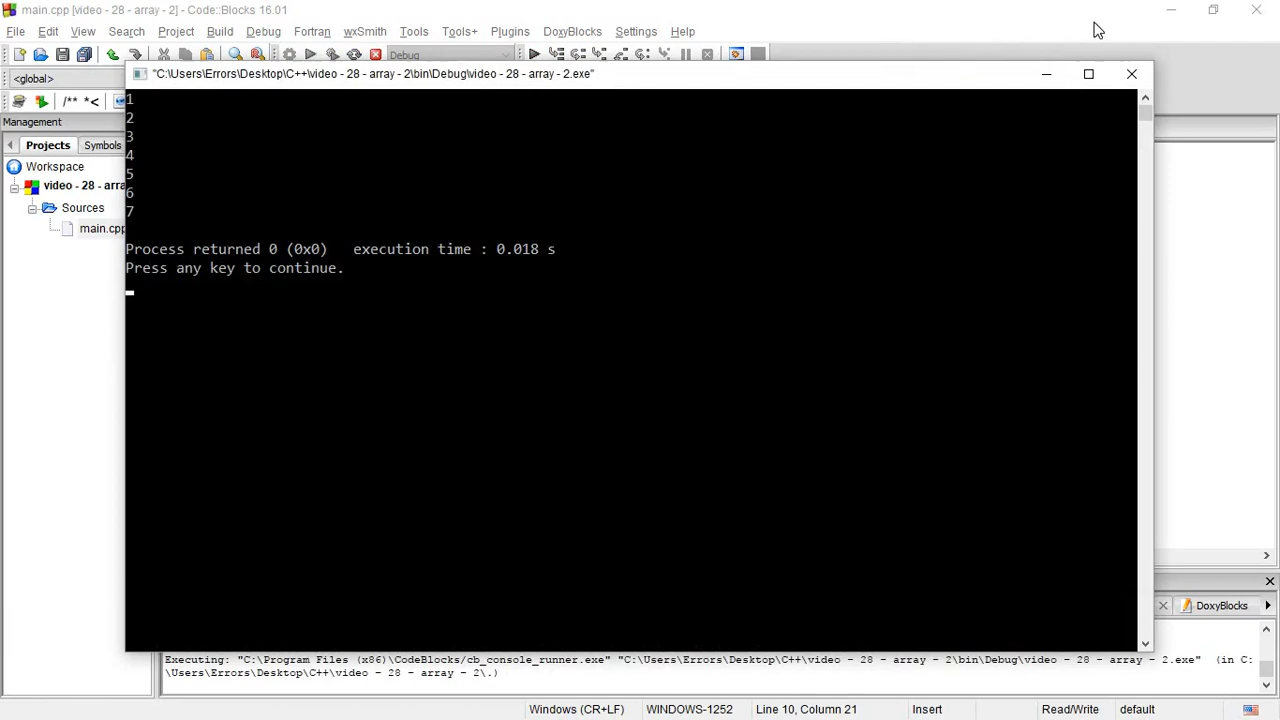 main.cpp [video - 28 - array - 2] - Code::Blocks 16.01
File Edit View Search Project Build Debug Fortran wxSmith Tools Tools+ Plugins DoxyBlocks Settings Help
Debug
<global>
"C:\Users\Errors\Desktop\C++\video - 28 - array - 2\bin\Debug\video - 28 - array - 2.exe"
/** *<
Management
Projects Symbols
Workspace
video - 28 - arra
Sources
main.cpp
1
2
3
4
5
6
7
Process returned 0 (0x0)   execution time : 0.018 s
Press any key to continue.
DoxyBlocks
Executing: "C:\Program Files (x86)\CodeBlocks/cb_console_runner.exe" "C:\Users\Errors\Desktop\C++\video - 28 - array - 2\bin\Debug\video - 28 - array - 2.exe"  (in C:
\Users\Errors\Desktop\C++\video - 28 - array - 2\.)
Windows (CR+LF) WINDOWS-1252 Line 10, Column 21 Insert Read/Write default